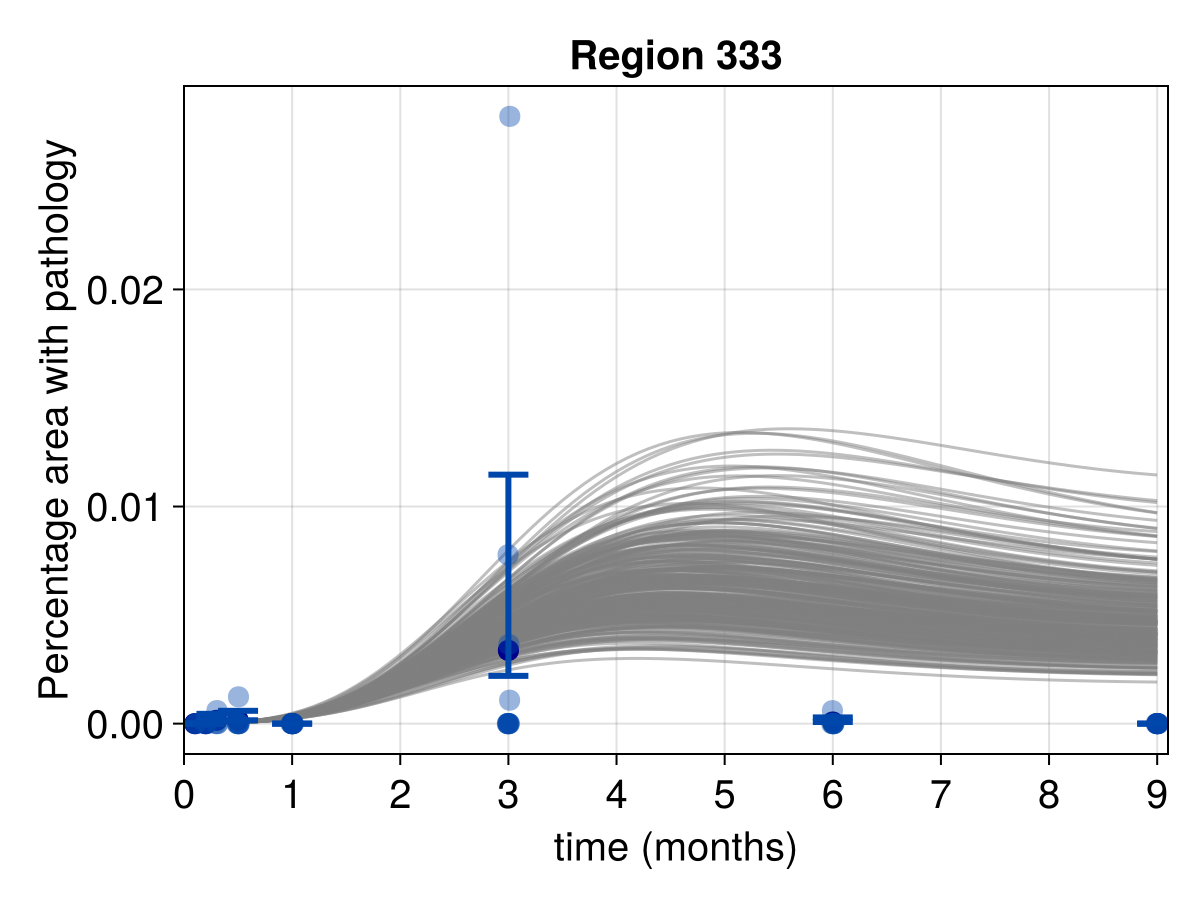 Region 333
Percentage area with pathology
0.02
0.01
0.00
0 1 2 3 4 5 6 7 8 9
time (months)